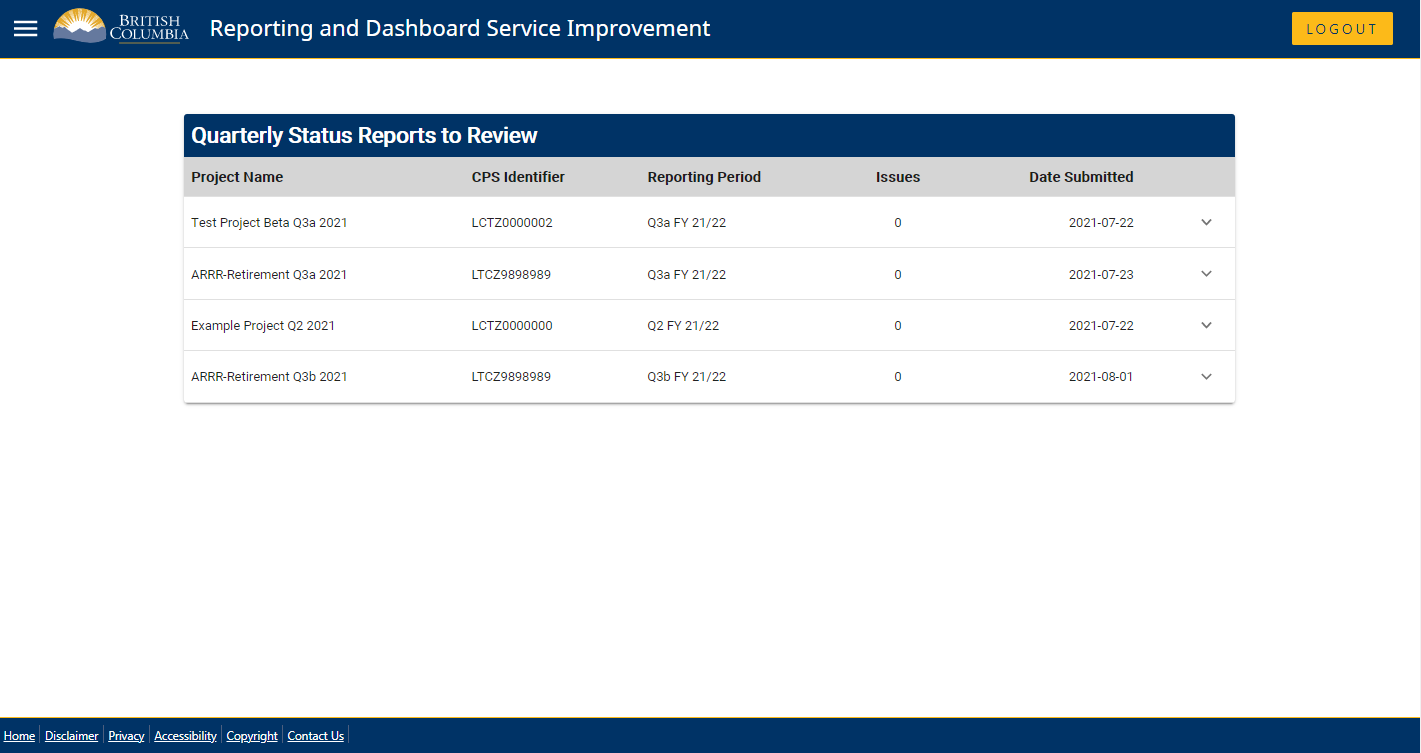 BRITISH COLUMBIA Reporting and Dashboard Service Improvement LOGOUT
Quarterly Status Reports to Review
Project Name CPS Identifier Reporting Period Issues Date Submitted
Test Project Beta Q3a 2021 LCTZ0000002 Q3a FY 21/22 0 2021-07-22
ARRR-Retirement Q3a 2021 LTCZ9898989 Q3a FY 21/22 0 2021-07-23
Example Project Q2 2021 LCTZ0000000 Q2 FY 21/22 0 2021-07-22
ARRR-Retirement Q3b 2021 LTCZ9898989 Q3b FY 21/22 0 2021-08-01
Home Disclaimer Privacy Accessibility Copyright Contact Us